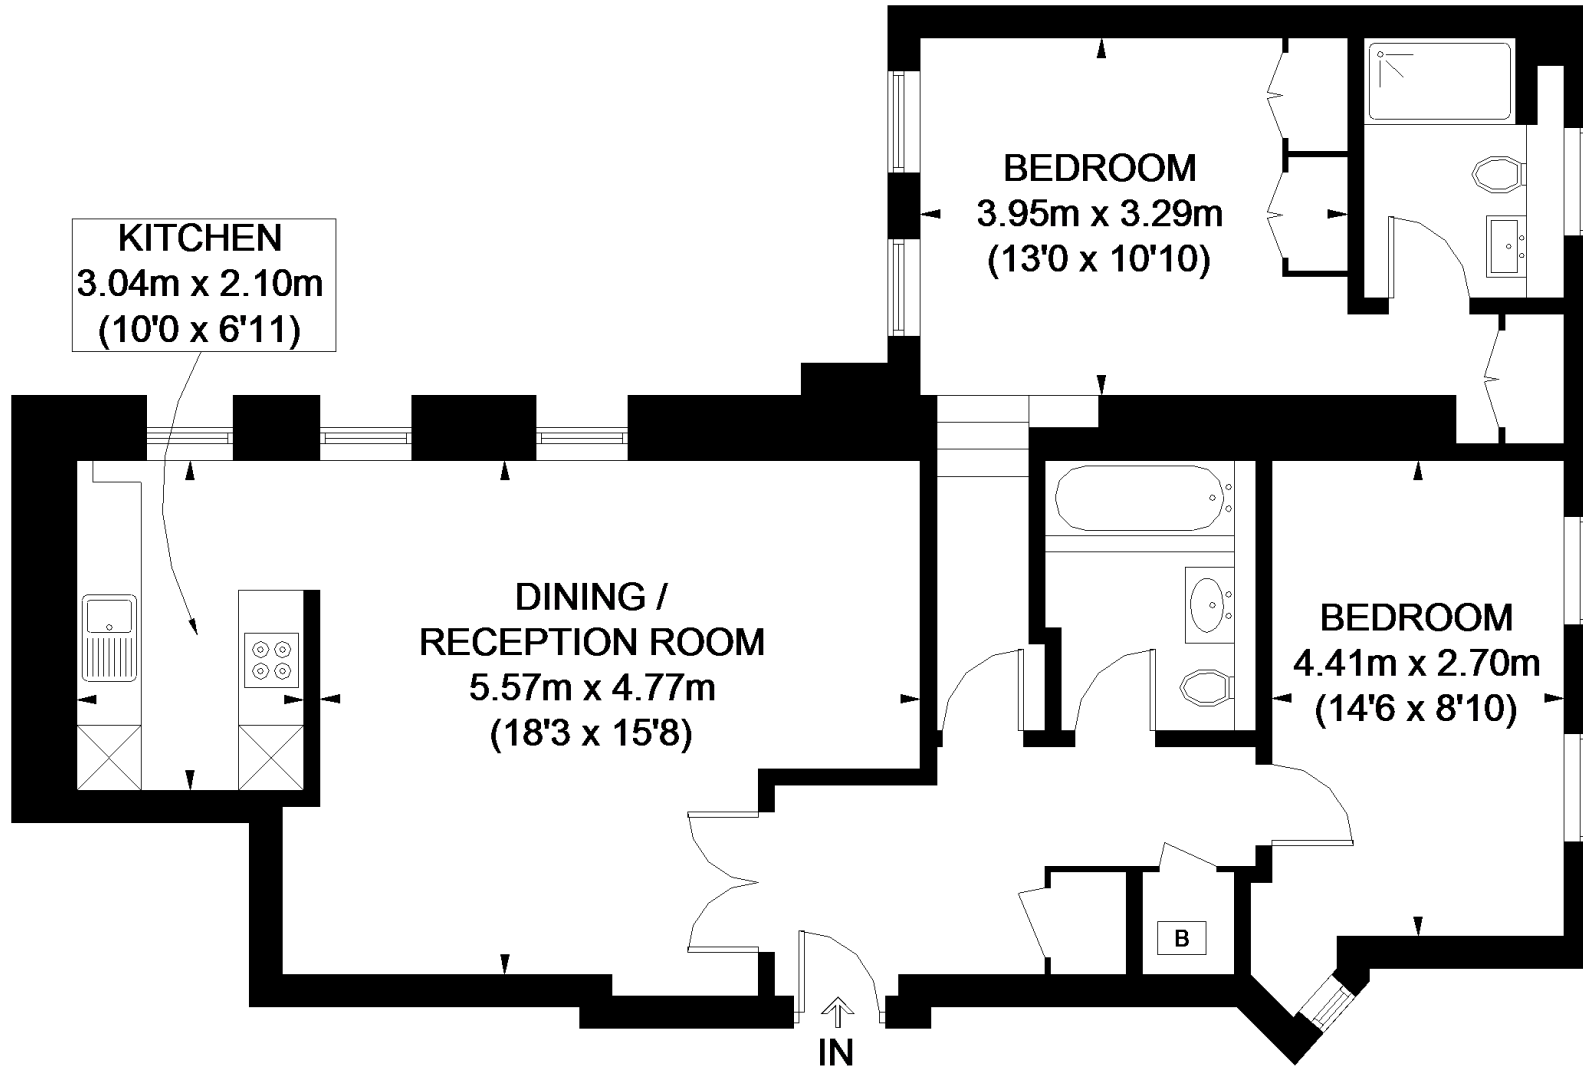 BEDROOM
3.95m x 3.29m
(13'0 x 10'10)
KITCHEN
3.04m x 2.10m
(10'0 x 6'11)
DINING /
RECEPTION ROOM
5.57m x 4.77m
(18'3 x 15'8)
BEDROOM
4.41m x 2.70m
(14'6 x 8'10)
B
IN